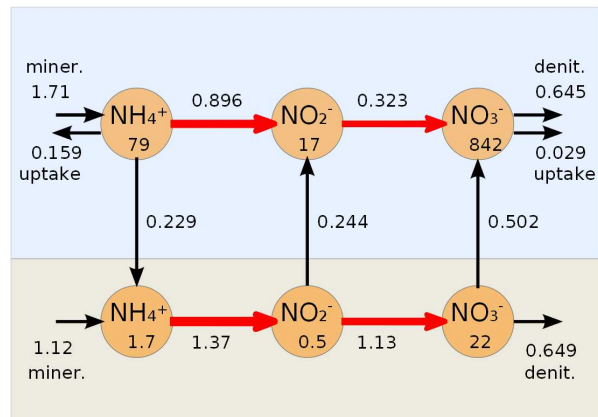 miner.
1.71
0.159
uptake
NH₄⁺
79
0.896
NO₂⁻
17
0.323
NO₃⁻
842
denit.
0.645
0.029
uptake
0.229
0.244
0.502
1.12
miner.
NH₄⁺
1.7
1.37
NO₂⁻
0.5
1.13
NO₃⁻
22
0.649
denit.